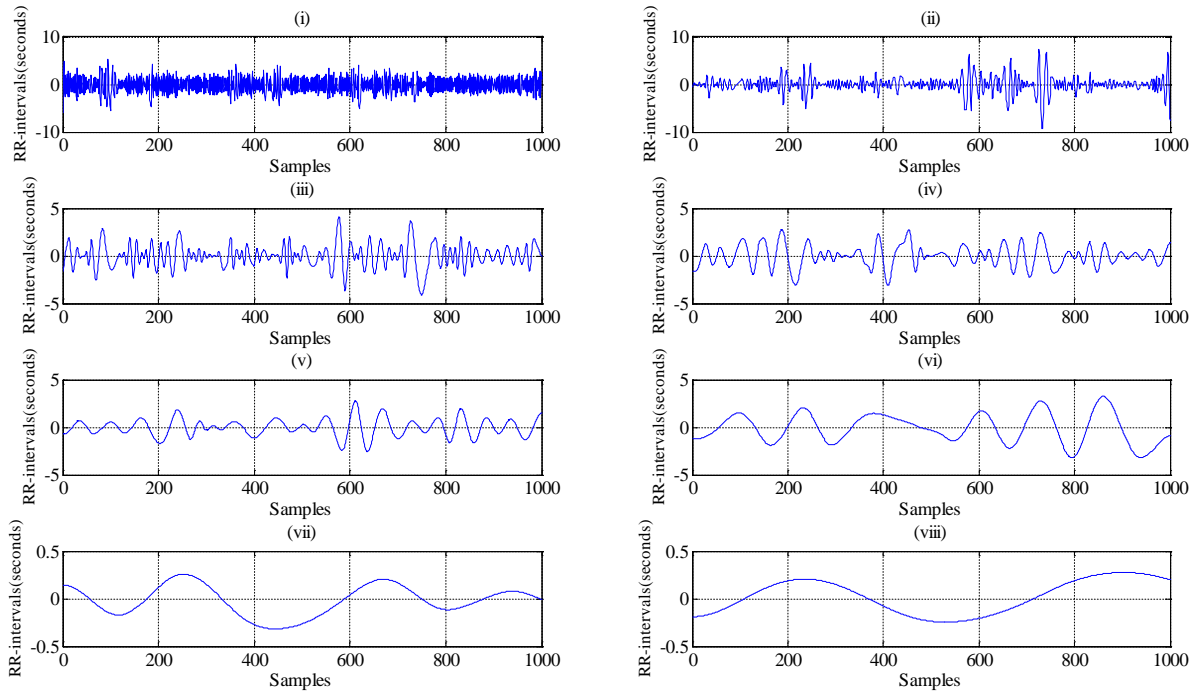 (i)
10
0
-10
RR-intervals(seconds)
0 200 400 600 800 1000
Samples
(ii)
10
0
-10
RR-intervals(seconds)
0 200 400 600 800 1000
Samples
(iii)
5
0
-5
RR-intervals(seconds)
0 200 400 600 800 1000
Samples
(iv)
5
0
-5
RR-intervals(seconds)
0 200 400 600 800 1000
Samples
(v)
5
0
-5
RR-intervals(seconds)
0 200 400 600 800 1000
Samples
(vi)
5
0
-5
RR-intervals(seconds)
0 200 400 600 800 1000
Samples
(vii)
0.5
0
-0.5
RR-intervals(seconds)
0 200 400 600 800 1000
Samples
(viii)
0.5
0
-0.5
RR-intervals(seconds)
0 200 400 600 800 1000
Samples